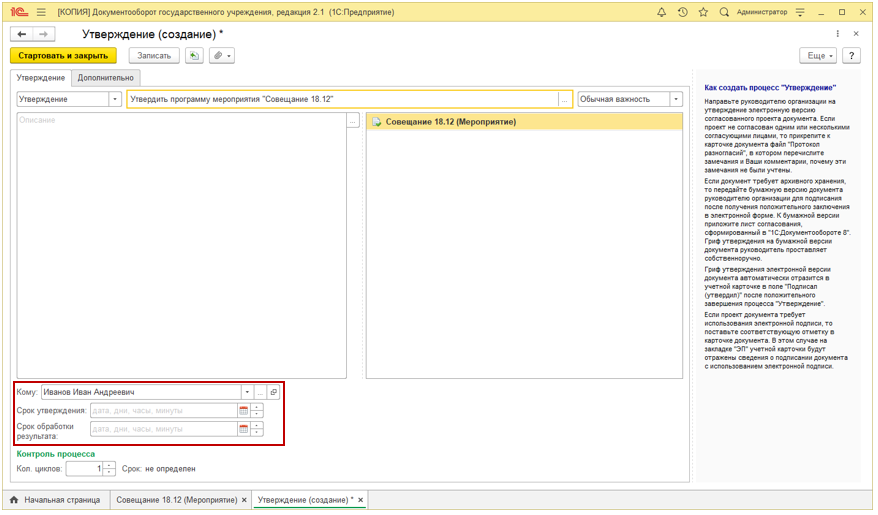 1С [КОПИЯ] Документооборот государственного учреждения, редакция 2.1 (1С:Предприятие) Администратор
Утверждение (создание) *
Стартовать и закрыть Записать Еще ?
Утверждение Дополнительно
Утверждение Утвердить программу мероприятия "Совещание 18.12" ... Обычная важность
Описание ...
Совещание 18.12 (Мероприятие)
Кому: Иванов Иван Андреевич ...
Срок утверждения: дата, дни, часы, минуты
Срок обработки
результата: дата, дни, часы, минуты
Контроль процесса
Кол. циклов: 1 Срок: не определен
Как создать процесс "Утверждение"
Направьте руководителю организации на
утверждение электронную версию
согласованного проекта документа. Если
проект не согласован одним или несколькими
согласующими лицами, то прикрепите к
карточке документа файл "Протокол
разногласий", в котором перечислите
замечания и Ваши комментарии, почему эти
замечания не были учтены.
Если документ требует архивного хранения,
то передайте бумажную версию документа
руководителю организации для подписания
после получения положительного заключения
в электронной форме. К бумажной версии
приложите лист согласования,
сформированный в "1С:Документообороте 8".
Гриф утверждения на бумажной версии
документа руководитель проставляет
собственноручно.
Гриф утверждения электронной версии
документа автоматически отразится в
учетной карточке в поле "Подписал
(утвердил)" после положительного
завершения процесса "Утверждение".
Если проект документа требует
использования электронной подписи, то
поставьте соответствующую отметку в
карточке документа. В этом случае на
закладке "ЭП" учетной карточки будут
отражены сведения о подписании документа
с использованием электронной подписи.
Начальная страница Совещание 18.12 (Мероприятие) × Утверждение (создание) * ×